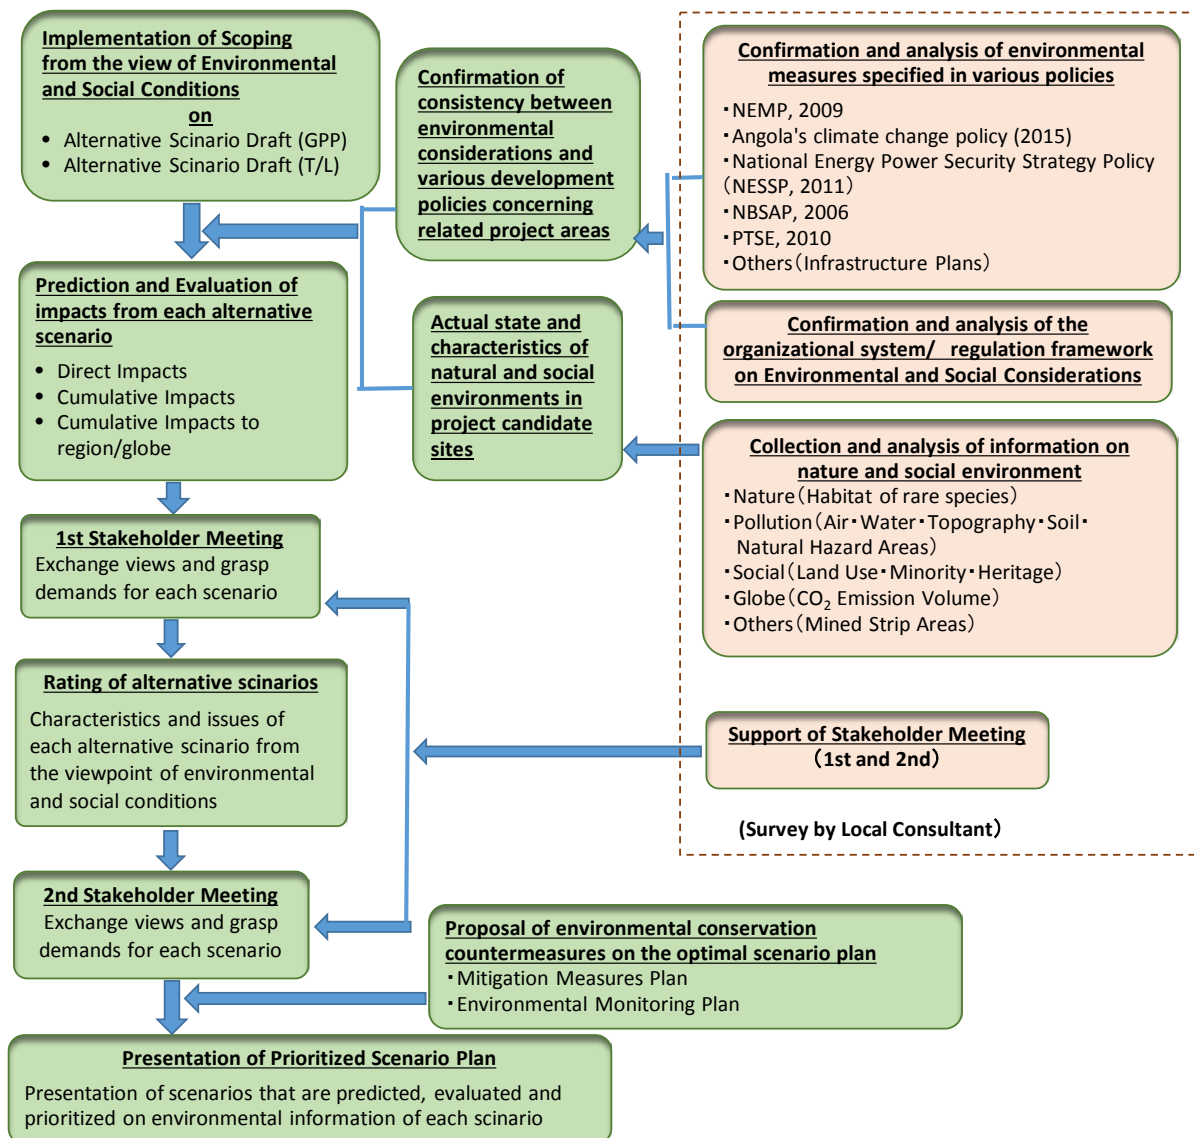 Implementation of Scoping
from the view of Environmental
and Social Conditions
on
• Alternative Scinario Draft (GPP)
• Alternative Scinario Draft (T/L)
Prediction and Evaluation of
impacts from each alternative
scenario
• Direct Impacts
• Cumulative Impacts
• Cumulative Impacts to
region/globe
1st Stakeholder Meeting
Exchange views and grasp
demands for each scenario
Rating of alternative scinarios
Characteristics and issues of
each alternative scinario from
the viewpoint of environmental
and social conditions
2nd Stakeholder Meeting
Exchange views and grasp
demands for each scenario
Presentation of Prioritized Scenario Plan
Presentation of scenarios that are predicted, evaluated and
prioritized on environmental information of each scinario
Confirmation of
consistency between
environmental
considerations and
various development
policies concerning
related project areas
Actual state and
characteristics of
natural and social
environments in
project candidate
sites
Proposal of environmental conservation
countermeasures on the optimal scenario plan
・Mitigation Measures Plan
・Environmental Monitoring Plan
Confirmation and analysis of environmental
measures specified in various policies
・NEMP, 2009
・Angola's climate change policy (2015)
・National Energy Power Security Strategy Policy
（NESSP, 2011）
・NBSAP, 2006
・PTSE, 2010
・Others（Infrastructure Plans）
Confirmation and analysis of the
organizational system/ regulation framework
on Environmental and Social Considerations
Collection and analysis of information on
nature and social environment
・Nature（Habitat of rare species）
・Pollution（Air・Water・Topography・Soil・
Natural Hazard Areas）
・Social（Land Use・Minority・Heritage）
・Globe（CO₂ Emission Volume）
・Others（Mined Strip Areas）
Support of Stakeholder Meeting
（1st and 2nd）
(Survey by Local Consultant）